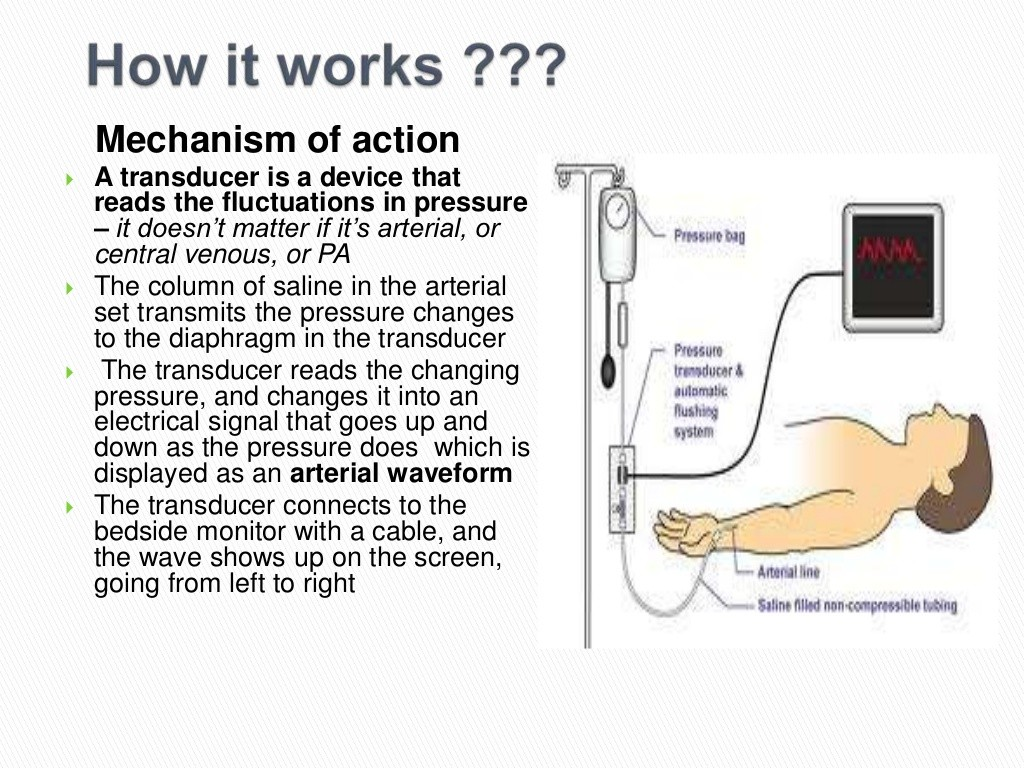 How it works ???
Mechanism of action
A transducer is a device that
reads the fluctuations in pressure
– it doesn’t matter if it’s arterial, or
central venous, or PA
The column of saline in the arterial
set transmits the pressure changes
to the diaphragm in the transducer
The transducer reads the changing
pressure, and changes it into an
electrical signal that goes up and
down as the pressure does  which is
displayed as an arterial waveform
The transducer connects to the
bedside monitor with a cable, and
the wave shows up on the screen,
going from left to right
Pressure bag
Pressure
transducer &
automatic
flushing
system
Arterial line
Saline filled non-compressible tubing